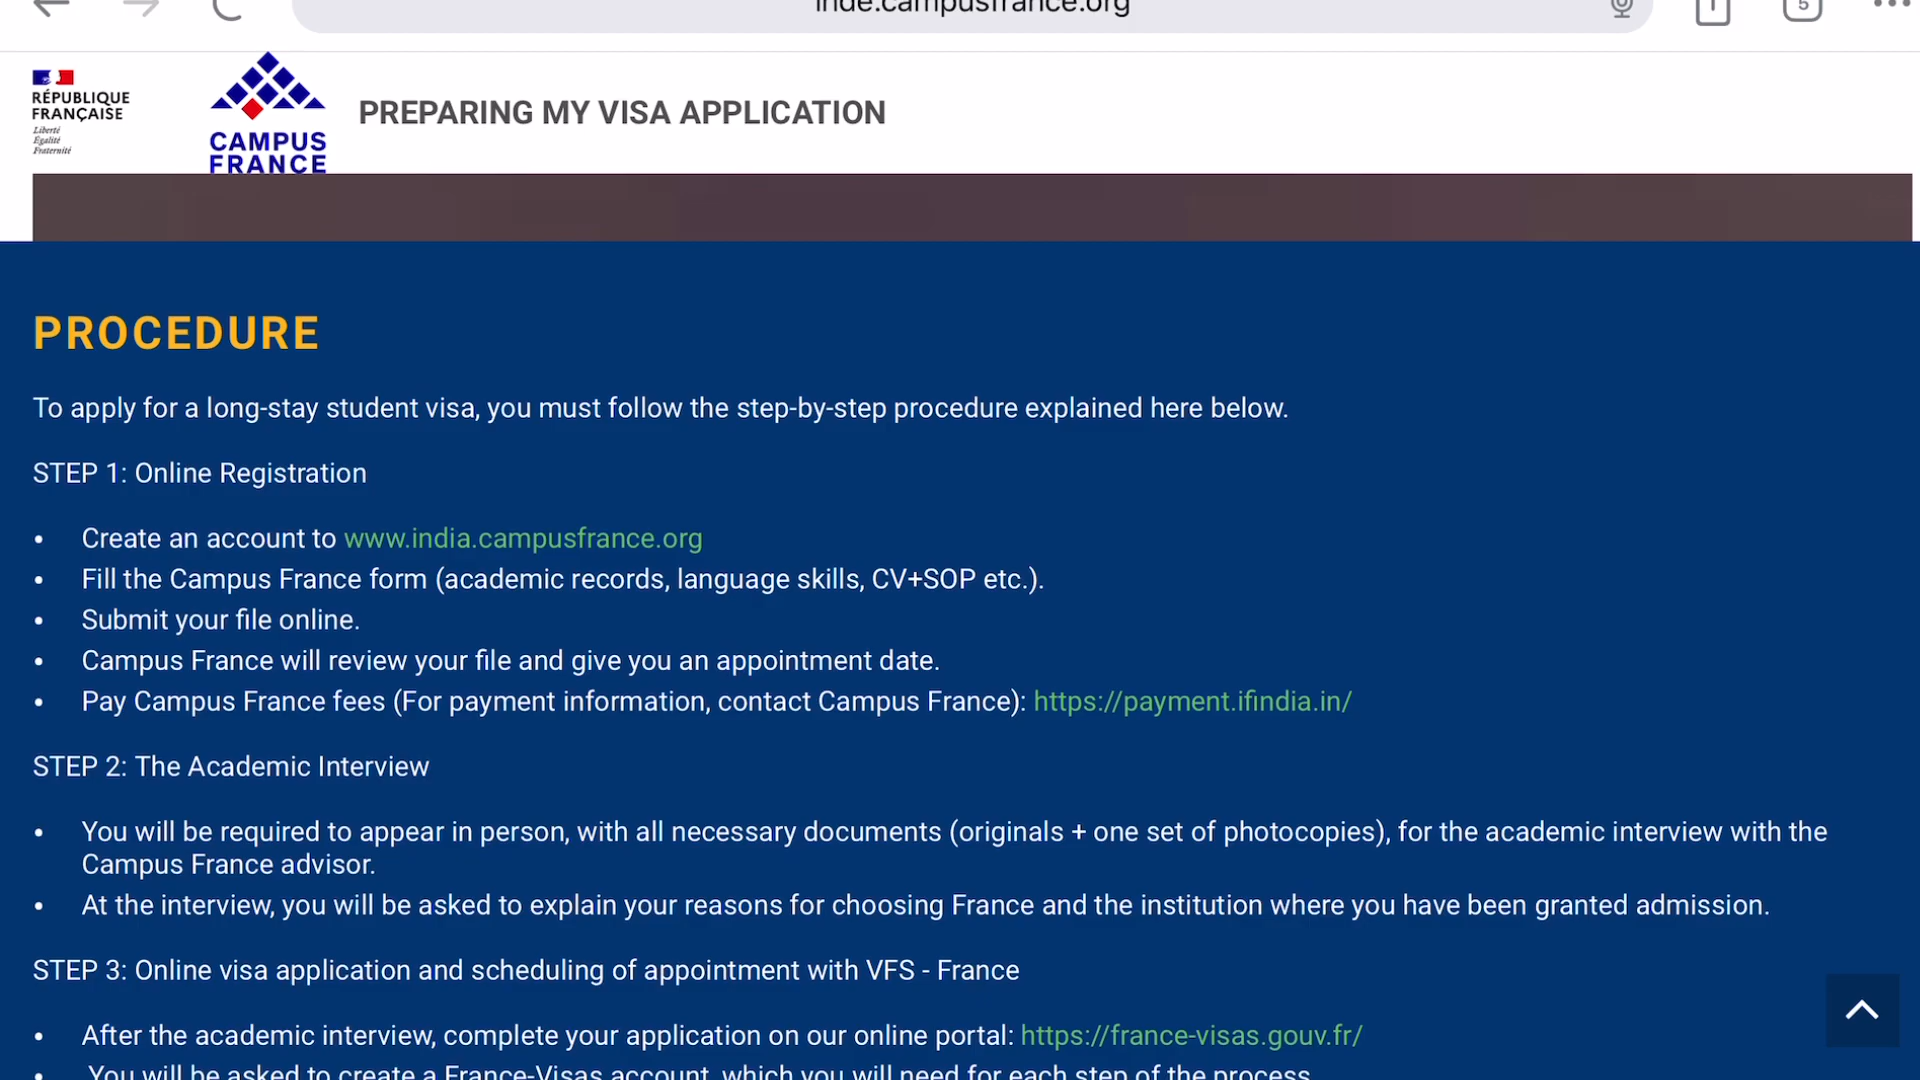 inde.campusfrance.org
5
RÉPUBLIQUE
FRANÇAISE
Liberté
Égalité
Fraternité
CAMPUS
FRANCE
PREPARING MY VISA APPLICATION
PROCEDURE
To apply for a long-stay student visa, you must follow the step-by-step procedure explained here below.
STEP 1: Online Registration
• Create an account to www.india.campusfrance.org
• Fill the Campus France form (academic records, language skills, CV+SOP etc.).
• Submit your file online.
• Campus France will review your file and give you an appointment date.
• Pay Campus France fees (For payment information, contact Campus France): https://payment.ifindia.in/
STEP 2: The Academic Interview
• You will be required to appear in person, with all necessary documents (originals + one set of photocopies), for the academic interview with the
Campus France advisor.
• At the interview, you will be asked to explain your reasons for choosing France and the institution where you have been granted admission.
STEP 3: Online visa application and scheduling of appointment with VFS - France
• After the academic interview, complete your application on our online portal: https://france-visas.gouv.fr/
• You will be asked to create a France-Visas account, which you will need for each step of the process.